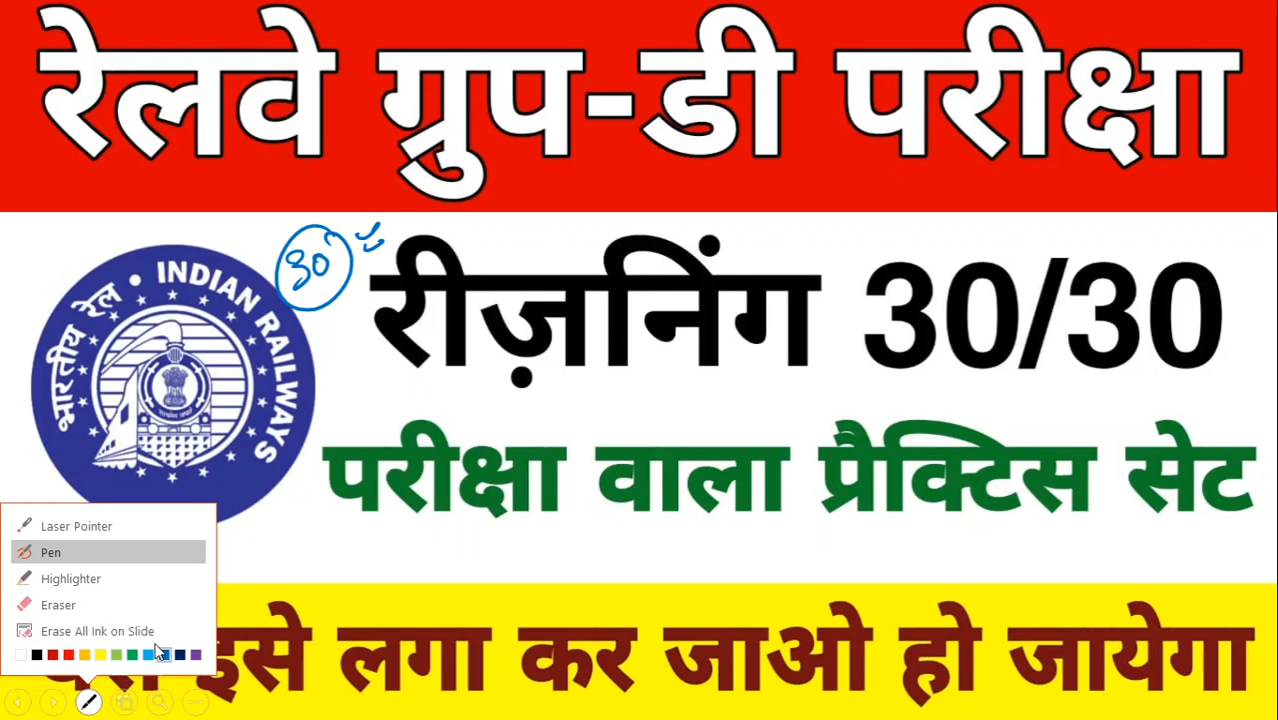 रेलवे ग्रुप-डी परीक्षा
30
भारतीय रेल • INDIAN RAILWAYS
रीज़निंग 30/30
परीक्षा वाला प्रैक्टिस सेट
Laser Pointer
Pen
Highlighter
Eraser
Erase All Ink on Slide
इसे लगा कर जाओ हो जायेगा